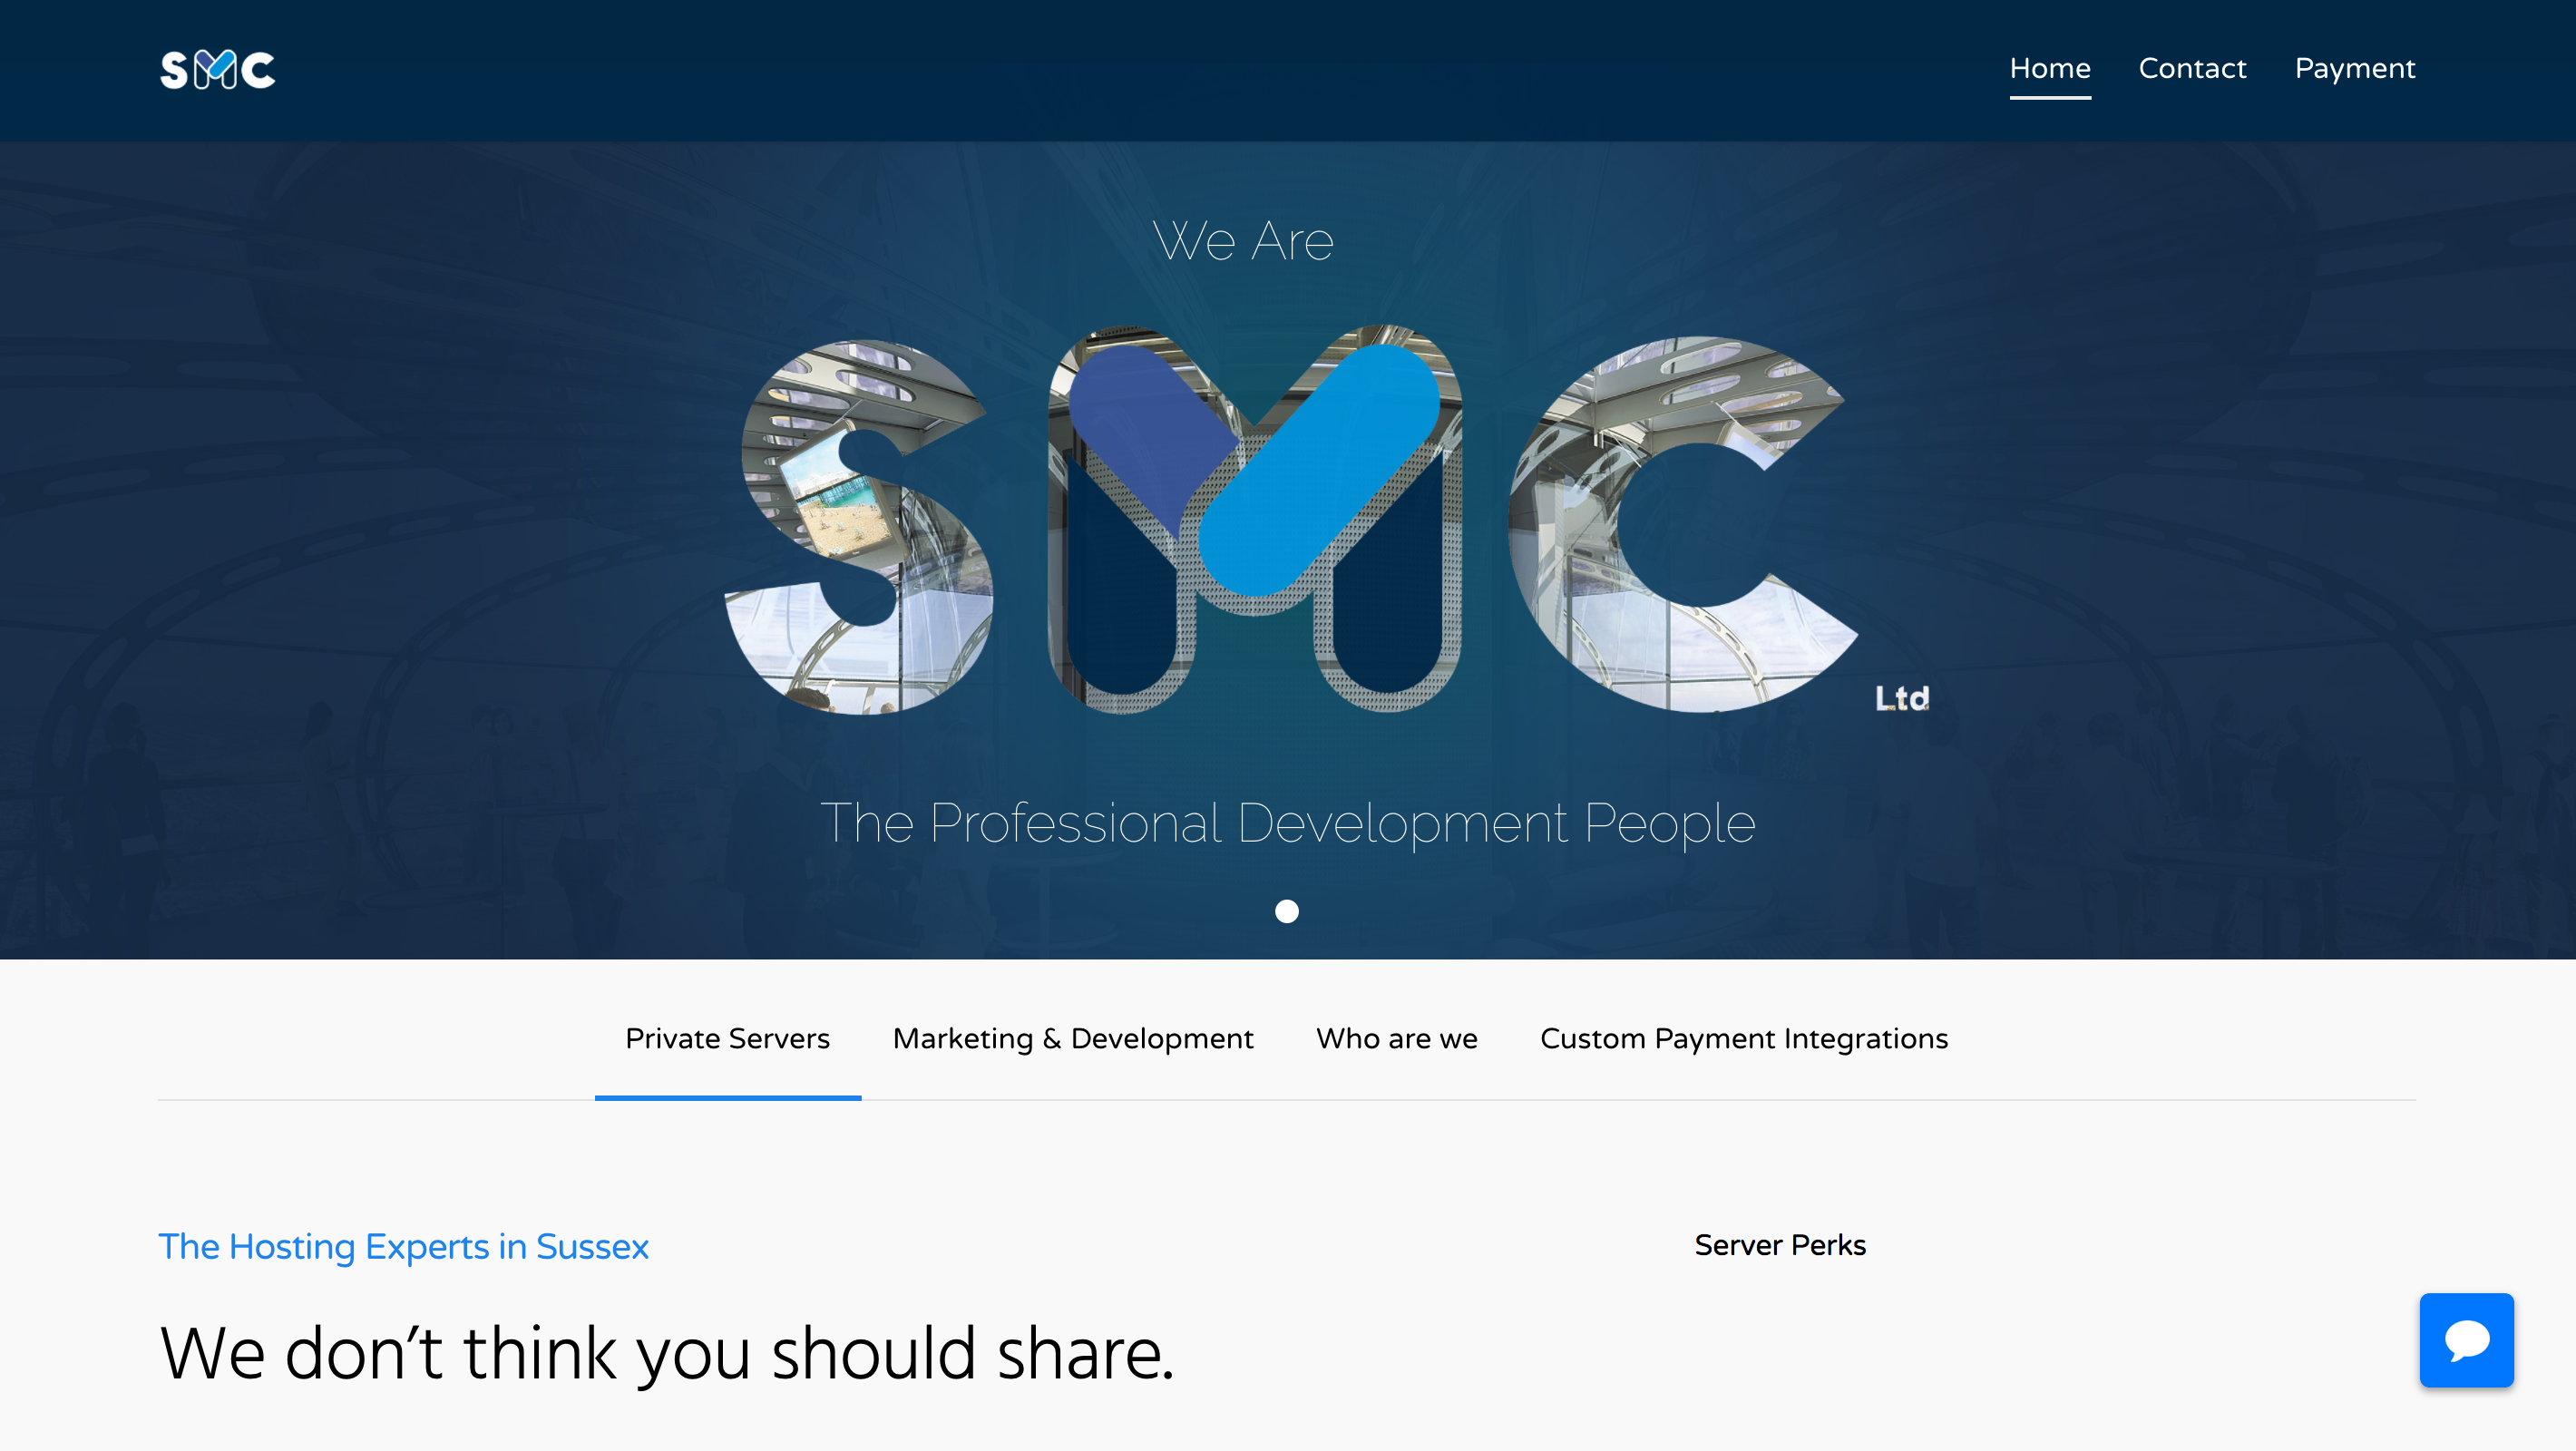 SMC
Home
Contact
Payment
We Are
SMC
Ltd
The Professional Development People
Private Servers
Marketing & Development
Who are we
Custom Payment Integrations
The Hosting Experts in Sussex
Server Perks
We don’t think you should share.